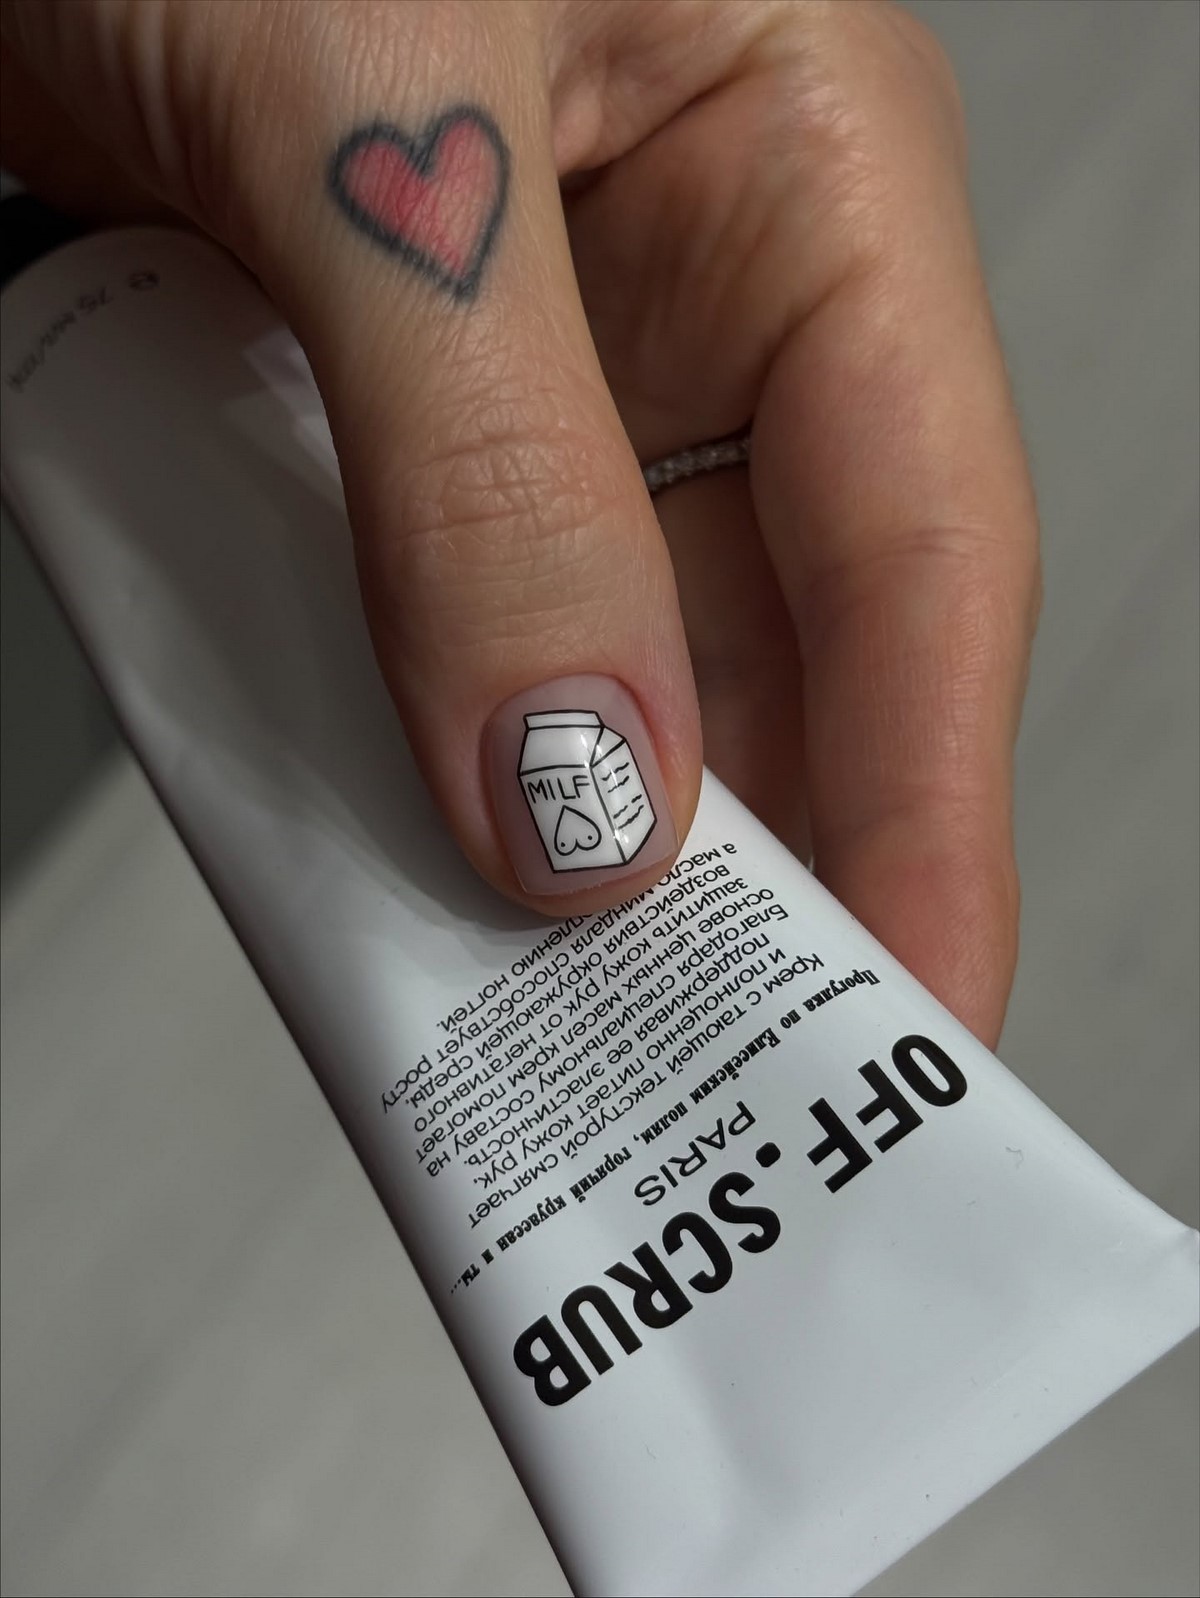 MILF
OFF.SCRUB
PARIS
Прогулка по Елисейским полям, горячий круассан и ты...
Крем с тающей текстурой смягчает
и полноценно питает кожу рук,
поддерживая ее эластичность.
Благодаря специальному составу на
основе ценных масел крем помогает
защитить кожу рук от негативного
воздействия окружающей среды,
а масло миндаля способствует росту
ногтей.